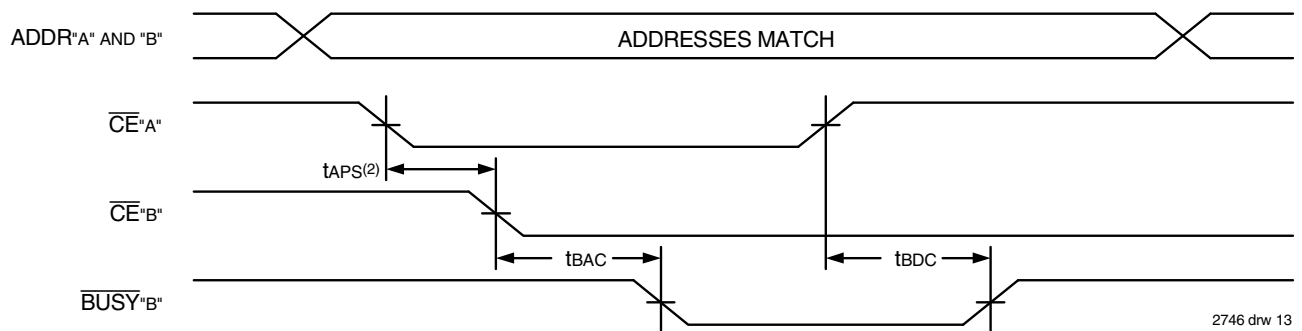 ADDR"A" AND "B"
ADDRESSES MATCH
CE"A"
tAPS(2)
CE"B"
tBAC
tBDC
BUSY"B"
2746 drw 13